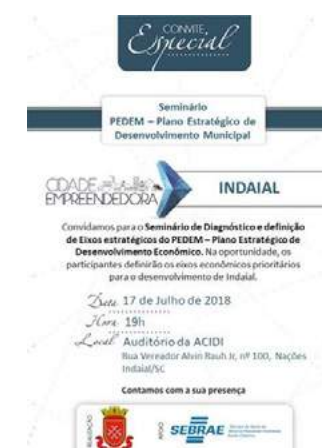 CONVITE
Especial
Seminário
PEDEM – Plano Estratégico de
Desenvolvimento Municipal
CIDADE
EMPREENDEDORA
INDAIAL
Convidamos para o Seminário de Diagnóstico e definição
de Eixos estratégicos do PEDEM – Plano Estratégico de
Desenvolvimento Econômico. Na oportunidade, os
participantes definirão os eixos econômicos prioritários
para o desenvolvimento de Indaial.
Data 17 de Julho de 2018
Hora 19h
Local Auditório da ACIDI
Rua Vereador Alvin Rauh Jr, nº 100, Nações
Indaial/SC
Contamos com a sua presença
REALIZAÇÃO
APOIO
SEBRAE